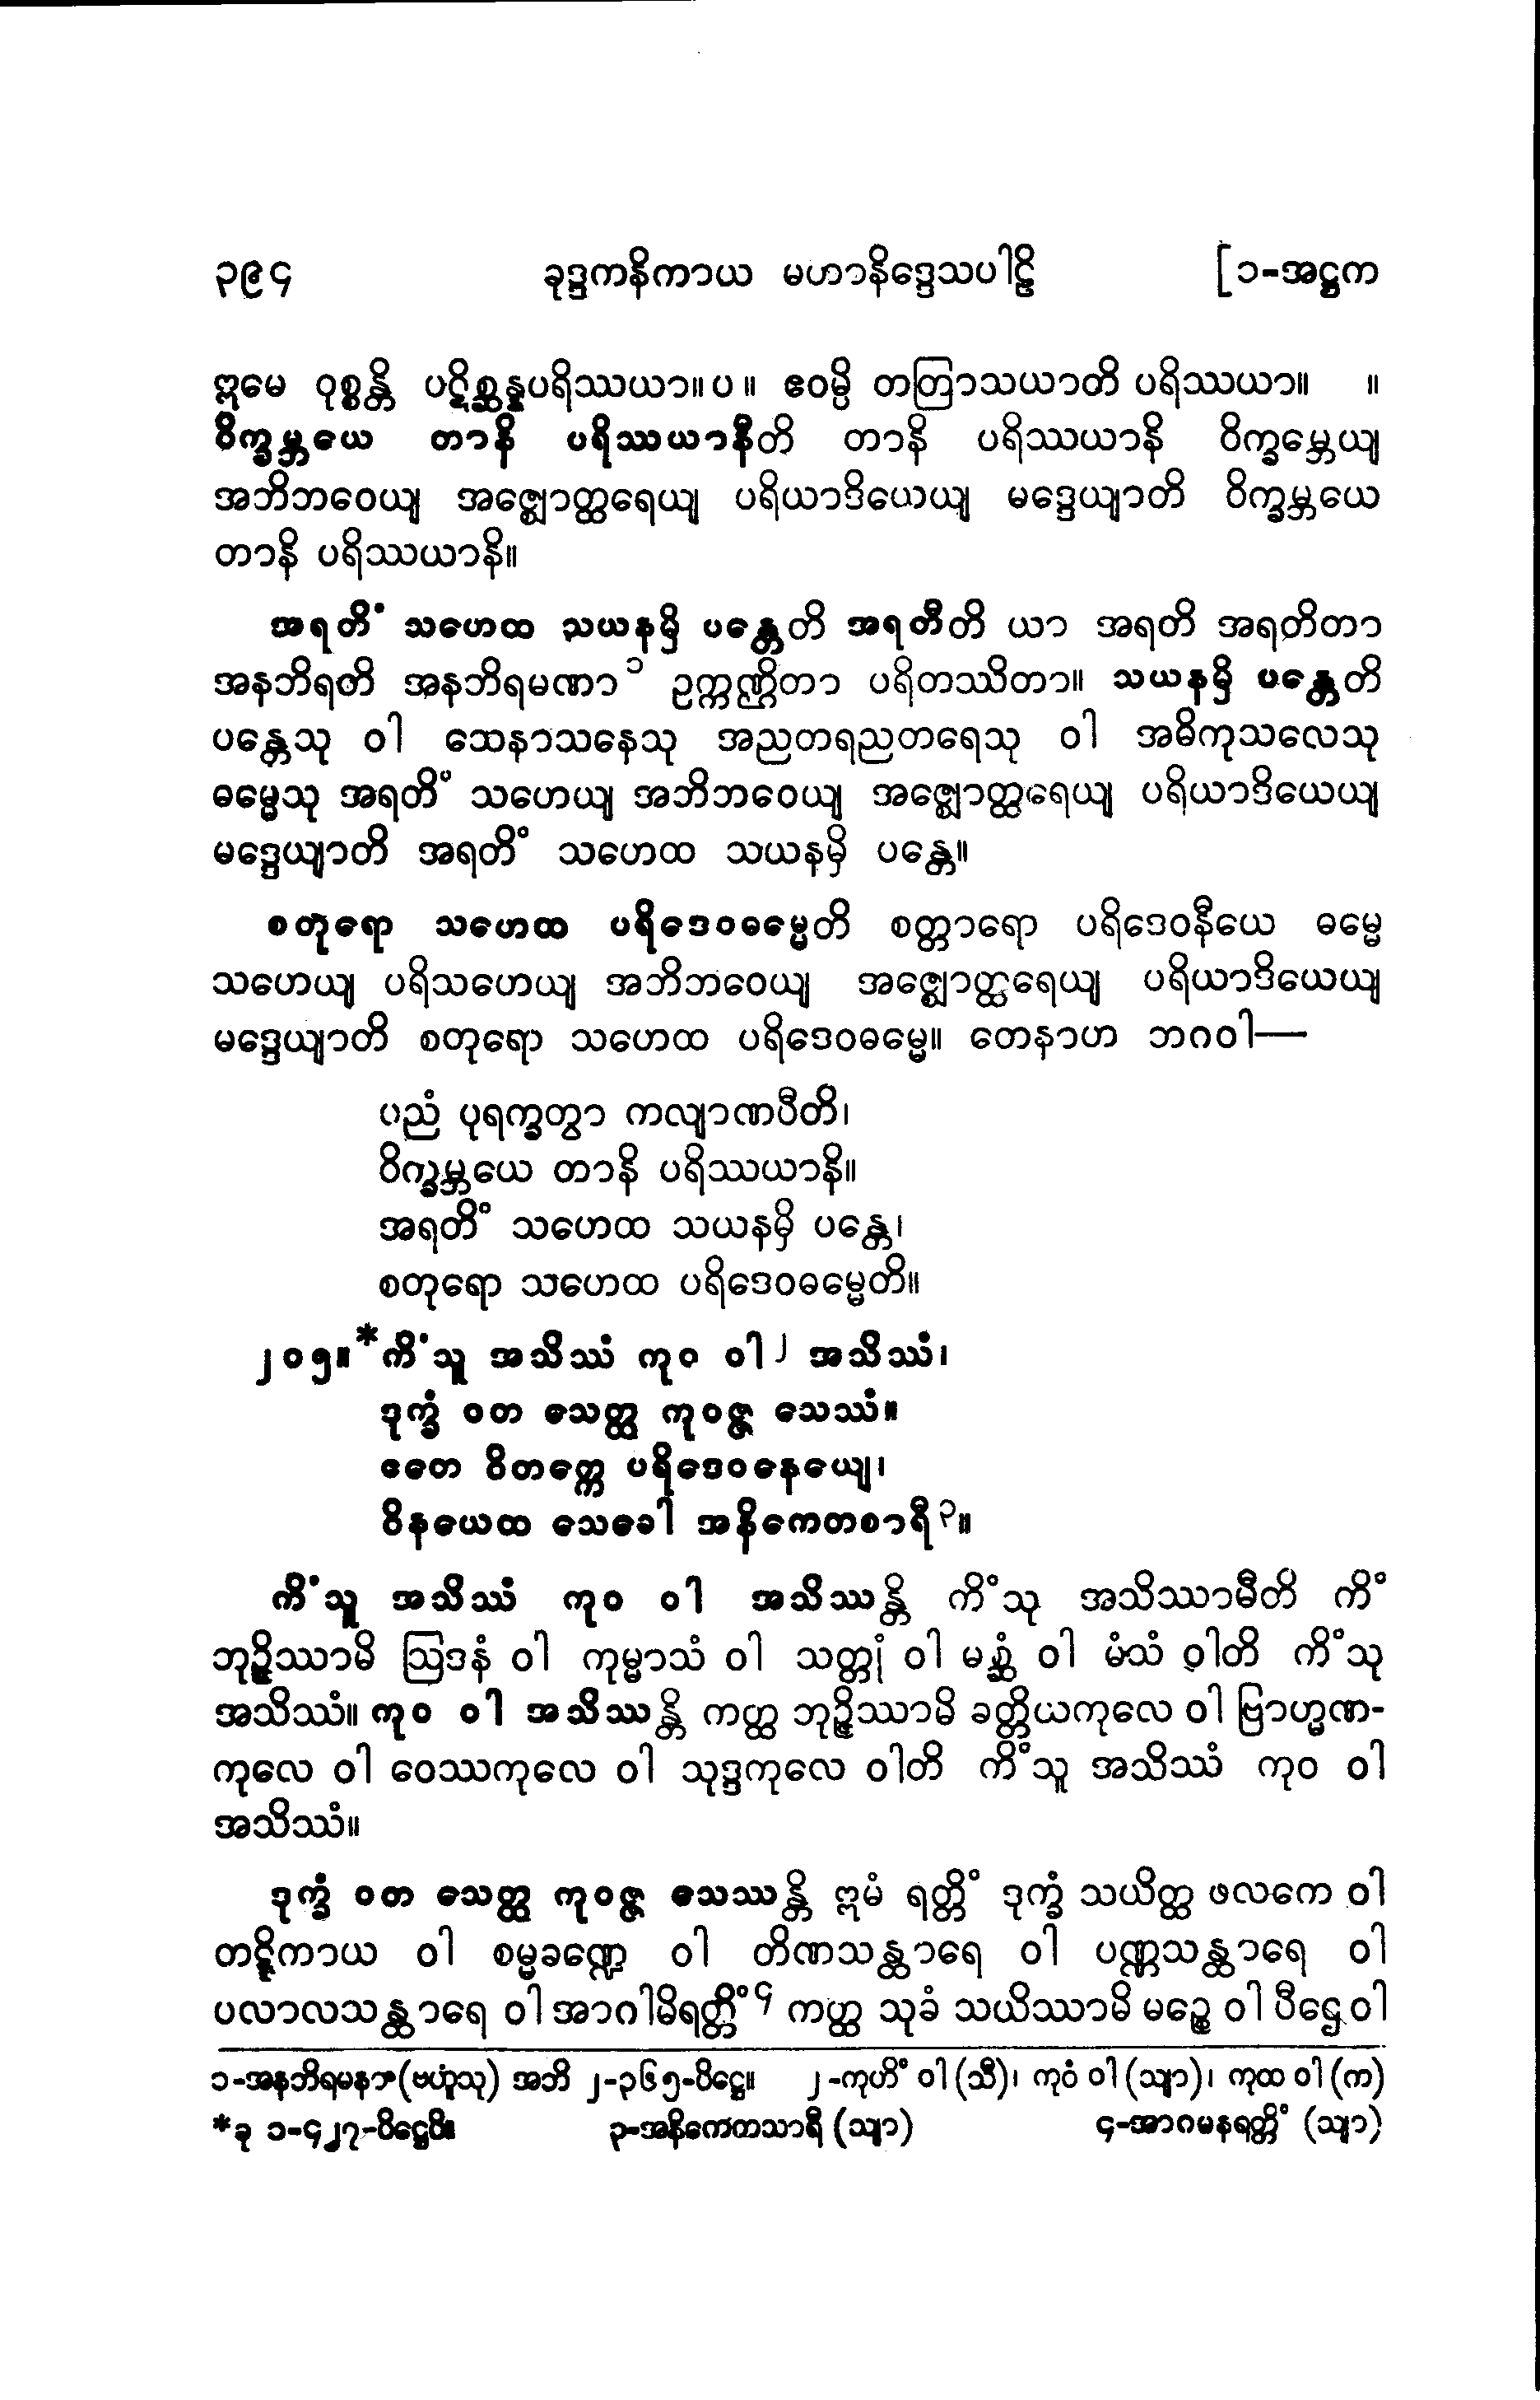 ၃၉၄ ခုဒ္ဒကနိကာယ မဟာနိဒ္ဒေသပါဠိ [၁-အဋ္ဌက
ဣမေ ဝုစ္စန္တိ ပဋိစ္ဆန္နပရိဿယာ။ပ။ ဧဝမ္ပိ တတြာသယာတိ ပရိဿယာ။ ။
ဝိက္ခမ္ဘယေ တာနိ ပရိဿယာနီတိ တာနိ ပရိဿယာနိ ဝိက္ခမ္ဘေယျ
အဘိဘဝေယျ အဇ္ဈောတ္ထရေယျ ပရိယာဒိယေယျ မဒ္ဒေယျာတိ ဝိက္ခမ္ဘယေ
တာနိ ပရိဿယာနိ။
အရတိံ သဟေထ သယနမှိ ပန္တေတိ အရတီတိ ယာ အရတိ အရတိတာ
အနဘိရတိ အနဘိရမဏာ၁ ဥက္ကဏ္ဌိတာ ပရိတဿိတာ။ သယနမှိ ပန္တေတိ
ပန္တေသု ဝါ သေနာသနေသု အညတရညတရေသု ဝါ အဓိကုသလေသု
ဓမ္မေသု အရတိံ သဟေယျ အဘိဘဝေယျ အဇ္ဈောတ္ထရေယျ ပရိယာဒိယေယျ
မဒ္ဒေယျာတိ အရတိံ သဟေထ သယနမှိ ပန္တေ။
စတုရော သဟေထ ပရိဒေဝဓမ္မေတိ စတ္တာရော ပရိဒေဝနီယေ ဓမ္မေ
သဟေယျ ပရိသဟေယျ အဘိဘဝေယျ အဇ္ဈောတ္ထရေယျ ပရိယာဒိယေယျ
မဒ္ဒေယျာတိ စတုရော သဟေထ ပရိဒေဝဓမ္မေ။ တေနာဟ ဘဂဝါ—
ပညံ ပုရက္ခတွာ ကလျာဏပီတိ၊
ဝိက္ခမ္ဘယေ တာနိ ပရိဿယာနိ။
အရတိံ သဟေထ သယနမှိ ပန္တေ၊
စတုရော သဟေထ ပရိဒေဝဓမ္မေတိ။
၂၀၅။*ကိံသူ အသိဿံ ကုဝ ဝါ၂ အသိဿံ၊
ဒုက္ခံ ဝတ သေတ္ထ ကုဝဇ္ဇ သေဿံ။
ဧတေ ဝိတက္ကေ ပရိဒေဝနေယျေ၊
ဝိနယေထ သေခေါ အနိကေတစာရီ၃။
ကိံသူ အသိဿံ ကုဝ ဝါ အသိဿန္တိ ကိံသု အသိဿာမီတိ ကိံ
ဘုဉ္ဇိဿာမိ ဩဒနံ ဝါ ကုမ္မာသံ ဝါ သတ္တုံ ဝါ မစ္ဆံ ဝါ မံသံ ဝါတိ ကိံသု
အသိဿံ။ ကုဝ ဝါ အသိဿန္တိ ကတ္ထ ဘုဉ္ဇိဿာမိ ခတ္တိယကုလေ ဝါ ဗြာဟ္မဏ-
ကုလေ ဝါ ဝေဿကုလေ ဝါ သုဒ္ဒကုလေ ဝါတိ ကိံသူ အသိဿံ ကုဝ ဝါ
အသိဿံ။
ဒုက္ခံ ဝတ သေတ္ထ ကုဝဇ္ဇ သေဿန္တိ ဣမံ ရတ္တိံ ဒုက္ခံ သယိတ္ထ ဖလကေ ဝါ
တဋ္ဋိကာယ ဝါ စမ္မခဏ္ဍေ ဝါ တိဏသန္ထာရေ ဝါ ပဏ္ဏသန္ထာရေ ဝါ
ပလာလသန္ထာရေ ဝါ အာဂါမိရတ္တိံ၄ ကတ္ထ သုခံ သယိဿာမိ မဉ္စေ ဝါ ပီဌေ ဝါ
၁-အနဘိရမနာ (ဗဟူသု) အဘိ ၂-၃၆၅-ပိဋ္ဌေ။ ၂-ကုဟိံ ဝါ (သီ)၊ ကုဝံ ဝါ (သျာ)၊ ကုထ ဝါ (က)
*ခု ၁-၄၂၇-ပိဋ္ဌေပိ။ ၃-အနိကေတသာရီ (သျာ) ၄-အာဂမနရတ္တိံ (သျာ)